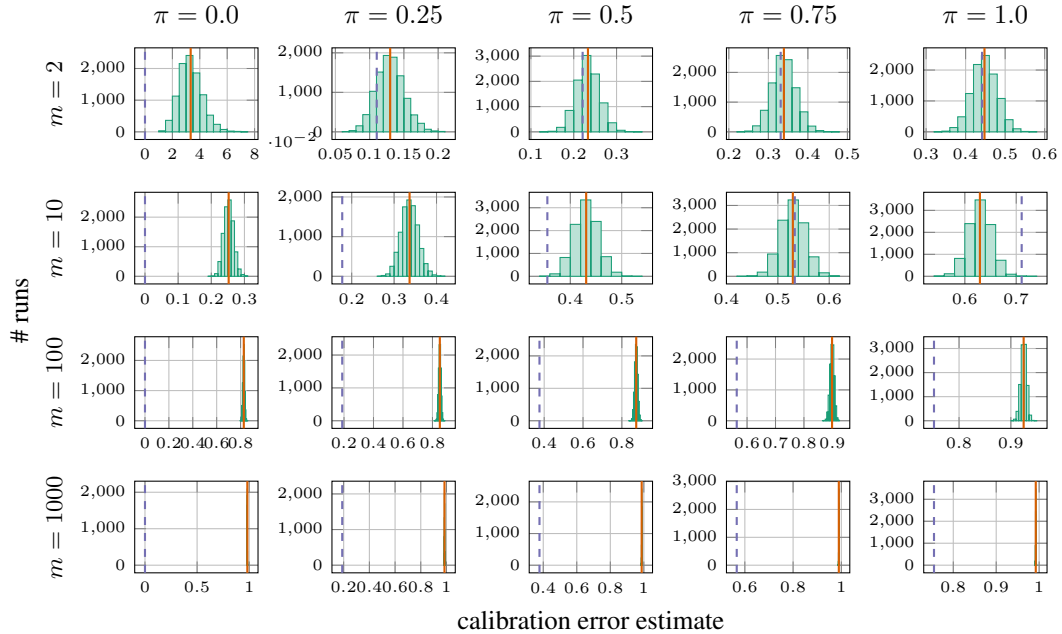 π = 0.0 π = 0.25 π = 0.5 π = 0.75 π = 1.0
m = 2
2,000 1,000 0
0 2 4 6 8
·10−2
2,000 1,000 0
0.05 0.1 0.15 0.2
3,000 2,000 1,000 0
0.1 0.2 0.3
2,000 1,000 0
0.2 0.3 0.4 0.5
2,000 1,000 0
0.3 0.4 0.5 0.6
m = 10
2,000 1,000 0
0 0.1 0.2 0.3
2,000 1,000 0
0.2 0.3 0.4
3,000 2,000 1,000 0
0.4 0.5
3,000 2,000 1,000 0
0.4 0.5 0.6
3,000 2,000 1,000 0
0.6 0.7
# runs
m = 100
2,000 1,000 0
0 0.2 0.4 0.6 0.8
2,000 1,000 0
0.2 0.4 0.6 0.8
2,000 1,000 0
0.4 0.6 0.8
2,000 1,000 0
0.6 0.7 0.8 0.9
3,000 2,000 1,000 0
0.8 0.9
m = 1000
2,000 1,000 0
0 0.5 1
2,000 1,000 0
0.2 0.4 0.6 0.8 1
2,000 1,000 0
0.4 0.6 0.8 1
3,000 2,000 1,000 0
0.6 0.8 1
3,000 2,000 1,000 0
0.8 0.9 1
calibration error estimate